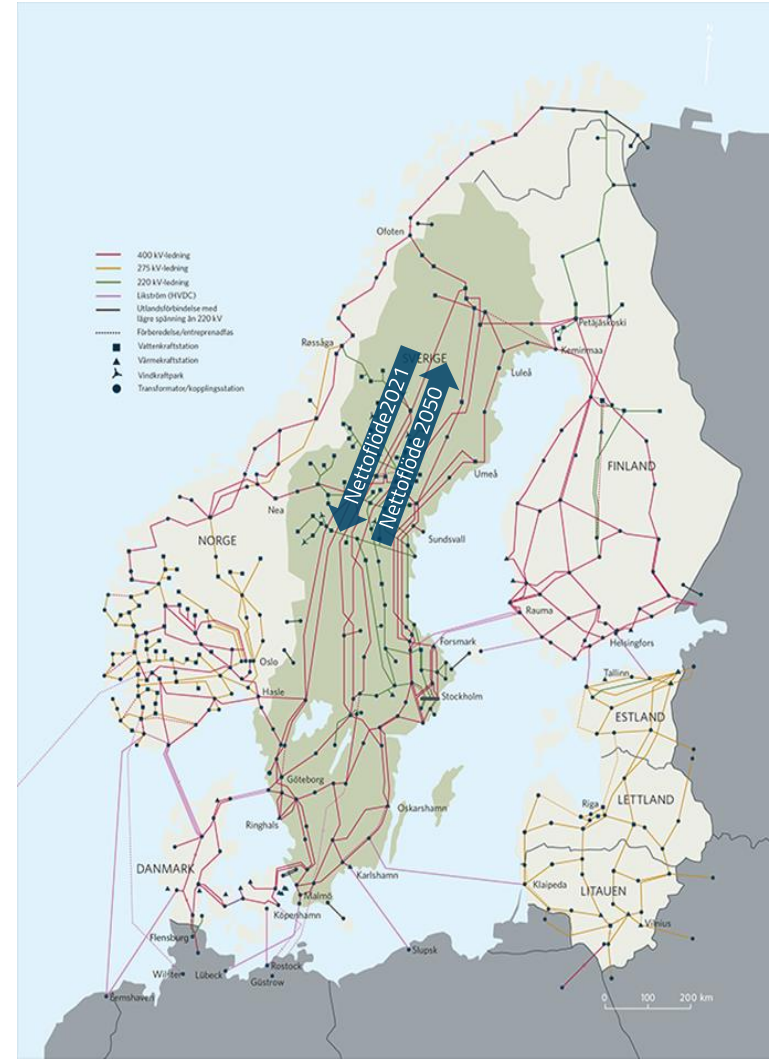 N
400 kV-ledning
275 kV-ledning
220 kV-ledning
Likström (HVDC)
Utlandsförbindelse med
lägre spänning än 220 kV
Förberedelse/entreprenadfas
Vattenkraftstation
Värmekraftstation
Vindkraftpark
Transformator/kopplingsstation
Ofoten
Røssåga
Petäjäskoski
Keminmaa
SVERIGE
Luleå
Nettoflöde2021
Nettoflöde 2050
FINLAND
Umeå
Nea
NORGE
Sundsvall
Rauma
Forsmark
Helsingfors
Oslo
Tallinn
Hasle
Stockholm
ESTLAND
Göteborg
Riga
LETTLAND
Oskarshamn
Ringhals
DANMARK
Karlshamn
Klaipeda
LITAUEN
Malmö
Köpenhamn
Vilnius
Flensburg
Slupsk
Rostock
Lübeck
Güstrow
Eemshaven
0 100 200 km